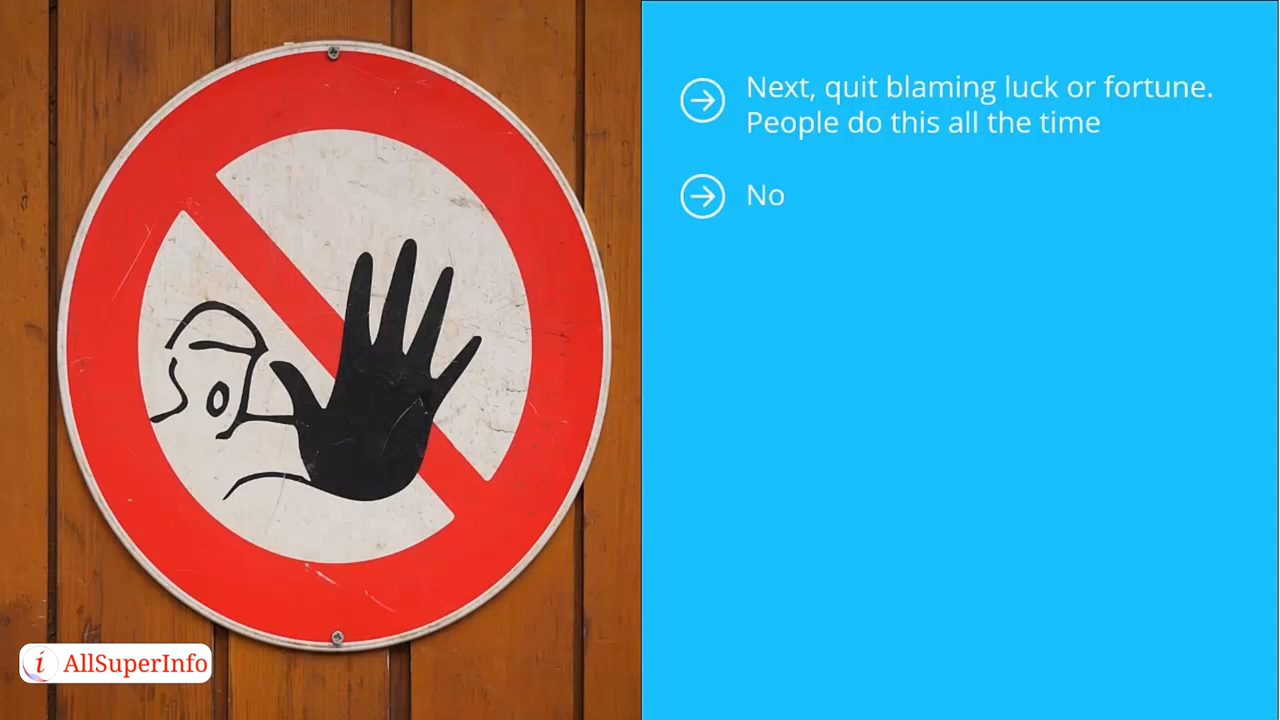 Next, quit blaming luck or fortune.
People do this all the time
No
i AllSuperInfo